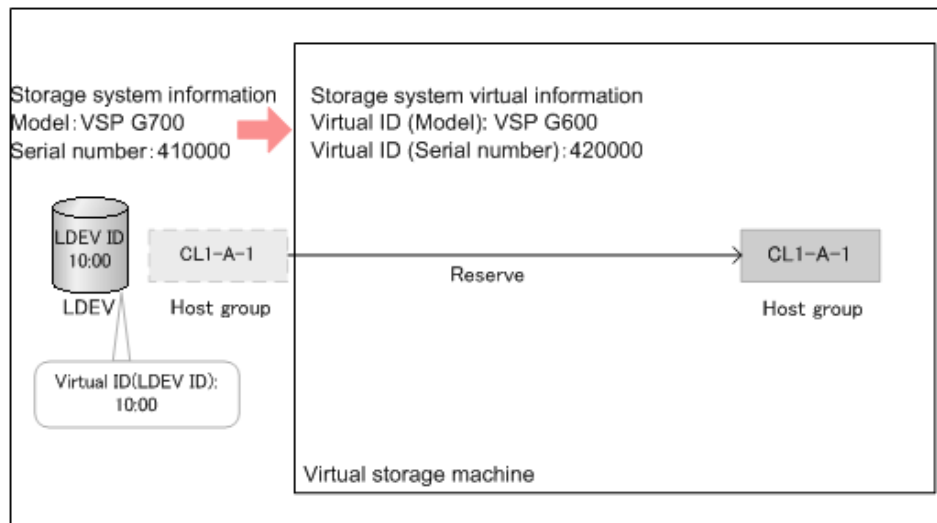 Storage system information
Model:VSP G700
Serial number:410000
Storage system virtual information
Virtual ID (Model): VSP G600
Virtual ID (Serial number):420000
LDEV ID
10:00
LDEV
CL1-A-1
Host group
Reserve
CL1-A-1
Host group
Virtual ID(LDEV ID):
10:00
Virtual storage machine